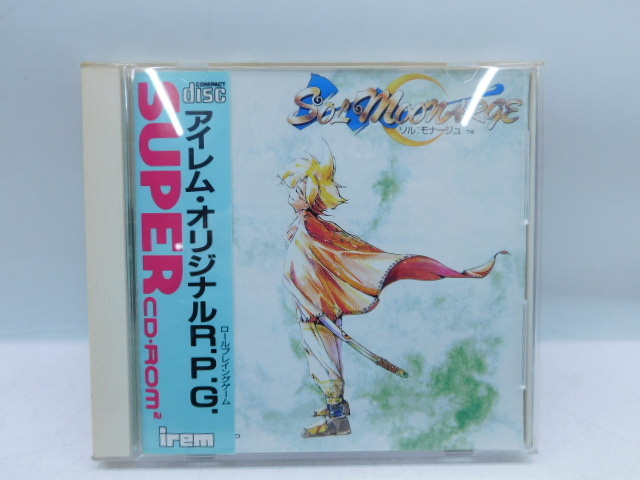 COMPACT
disc
SUPER CD-ROM²
アイレム・オリジナルR.P.G.
ロールプレイングゲーム
irem
SOL MOONARGE
ソル:モナージュ TM